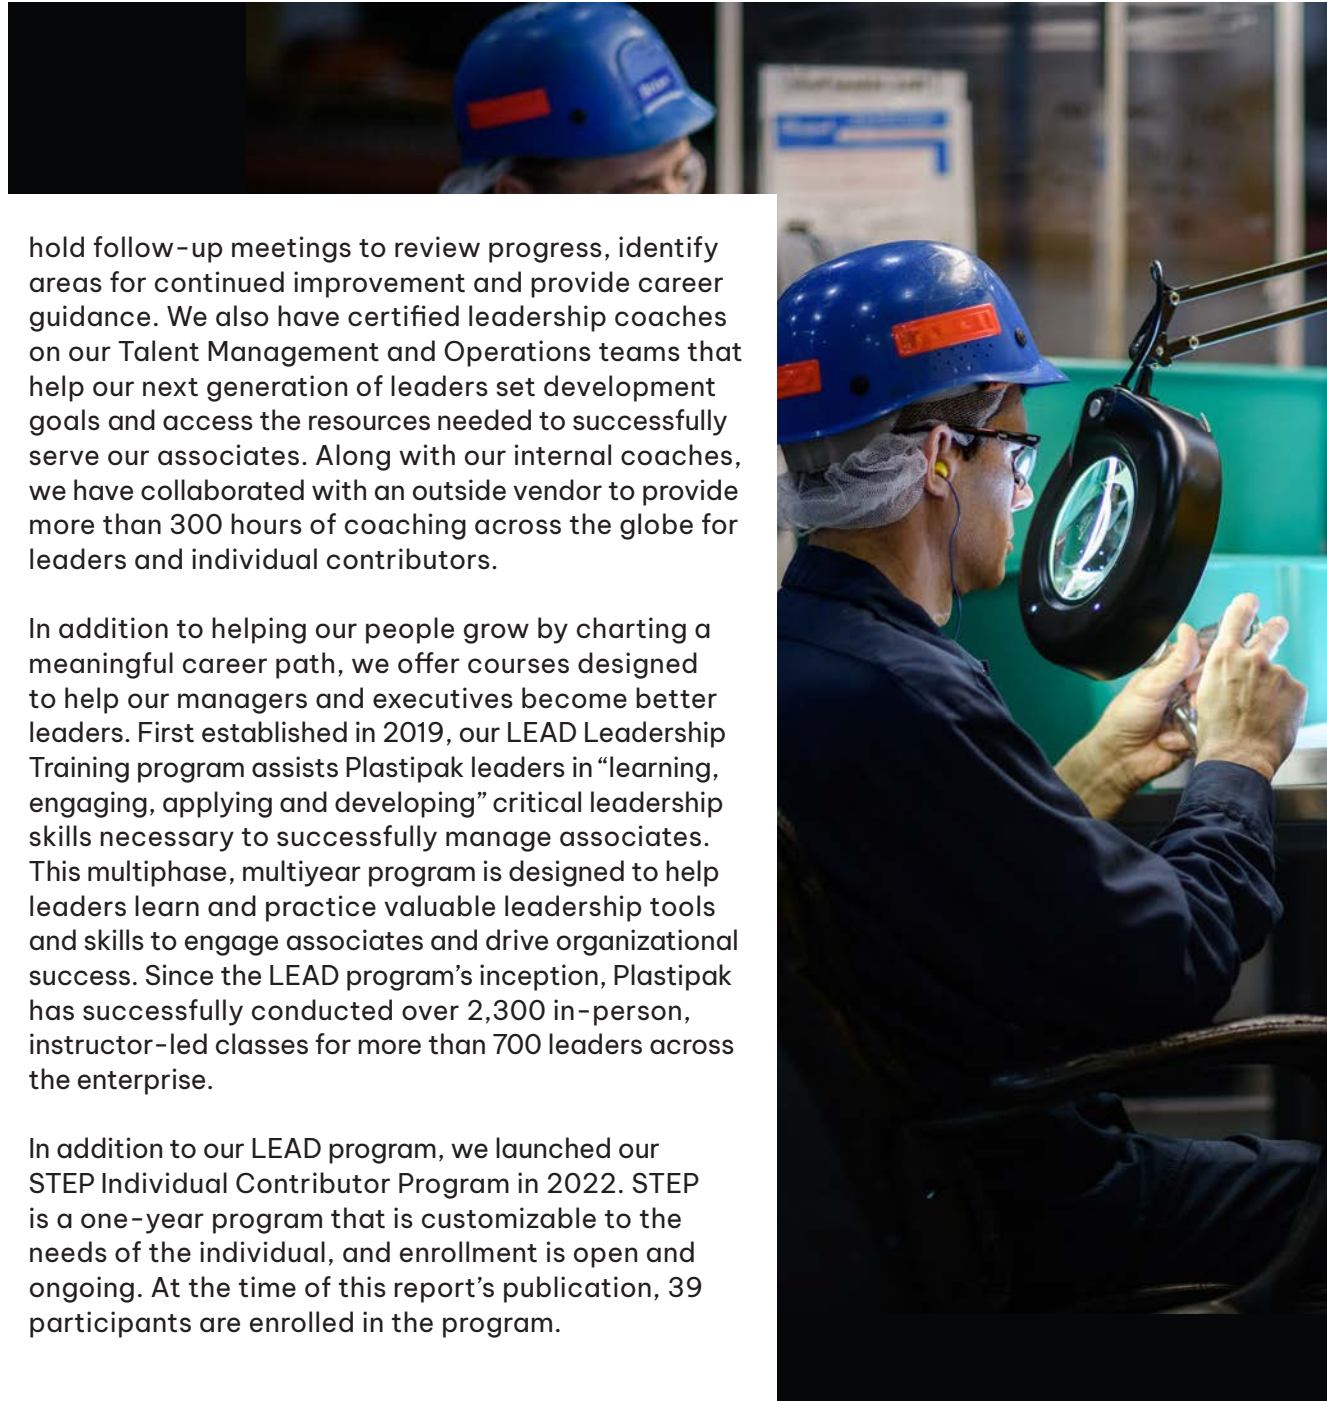 hold follow-up meetings to review progress, identify
areas for continued improvement and provide career
guidance. We also have certified leadership coaches
on our Talent Management and Operations teams that
help our next generation of leaders set development
goals and access the resources needed to successfully
serve our associates. Along with our internal coaches,
we have collaborated with an outside vendor to provide
more than 300 hours of coaching across the globe for
leaders and individual contributors.
In addition to helping our people grow by charting a
meaningful career path, we offer courses designed
to help our managers and executives become better
leaders. First established in 2019, our LEAD Leadership
Training program assists Plastipak leaders in “learning,
engaging, applying and developing” critical leadership
skills necessary to successfully manage associates.
This multiphase, multiyear program is designed to help
leaders learn and practice valuable leadership tools
and skills to engage associates and drive organizational
success. Since the LEAD program’s inception, Plastipak
has successfully conducted over 2,300 in-person,
instructor-led classes for more than 700 leaders across
the enterprise.
In addition to our LEAD program, we launched our
STEP Individual Contributor Program in 2022. STEP
is a one-year program that is customizable to the
needs of the individual, and enrollment is open and
ongoing. At the time of this report’s publication, 39
participants are enrolled in the program.